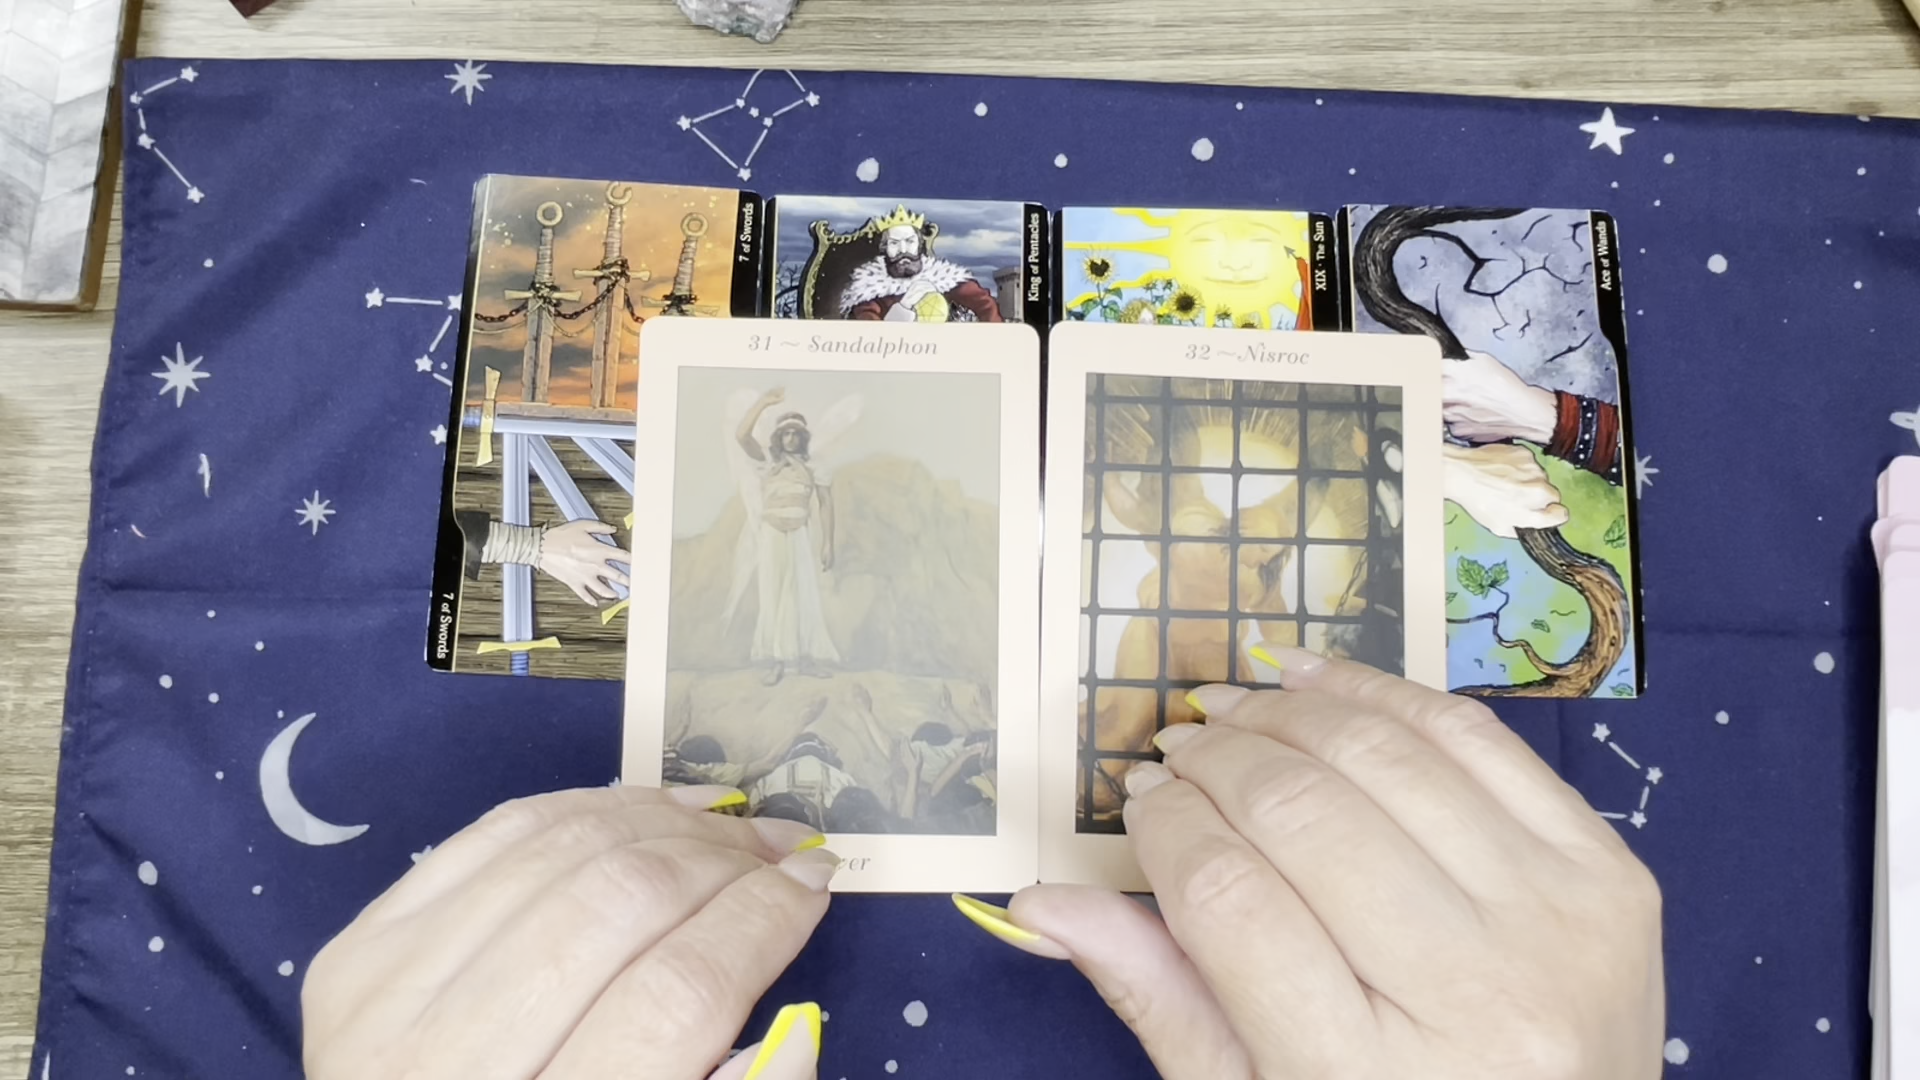 7 of Swords
King of Pentacles
XIX · The Sun
Ace of Wands
31 ~ Sandalphon
32 ~ Nisroc
7 of Swords